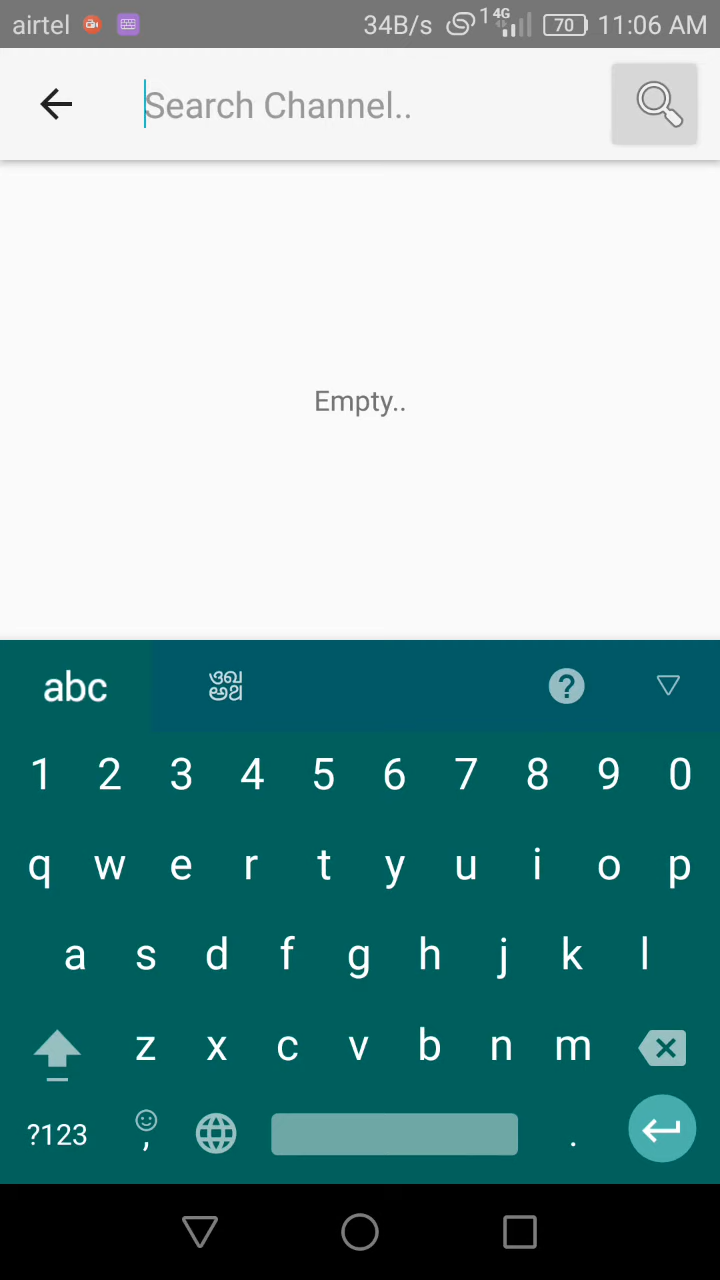 airtel 34B/s 1 4G 70 11:06 AM
Search Channel..
Empty..
abc
1 2 3 4 5 6 7 8 9 0
q w e r t y u i o p
a s d f g h j k l
z x c v b n m
?123 , .